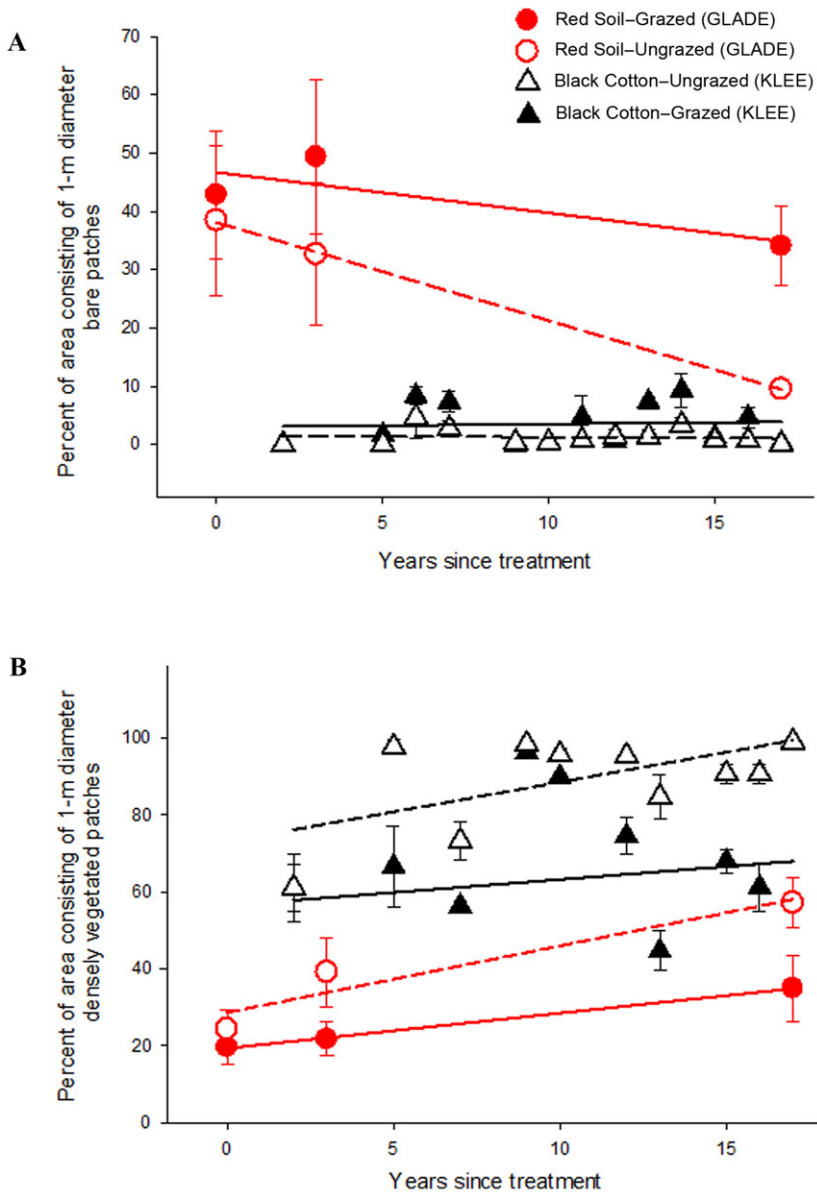 A
Red Soil–Grazed (GLADE)
Red Soil–Ungrazed (GLADE)
Black Cotton–Ungrazed (KLEE)
Black Cotton–Grazed (KLEE)
Percent of area consisting of 1-m diameter
bare patches
70
60
50
40
30
20
10
0
0 5 10 15
Years since treatment
B
Percent of area consisting of 1-m diameter
densely vegetated patches
100
80
60
40
20
0
0 5 10 15
Years since treatment